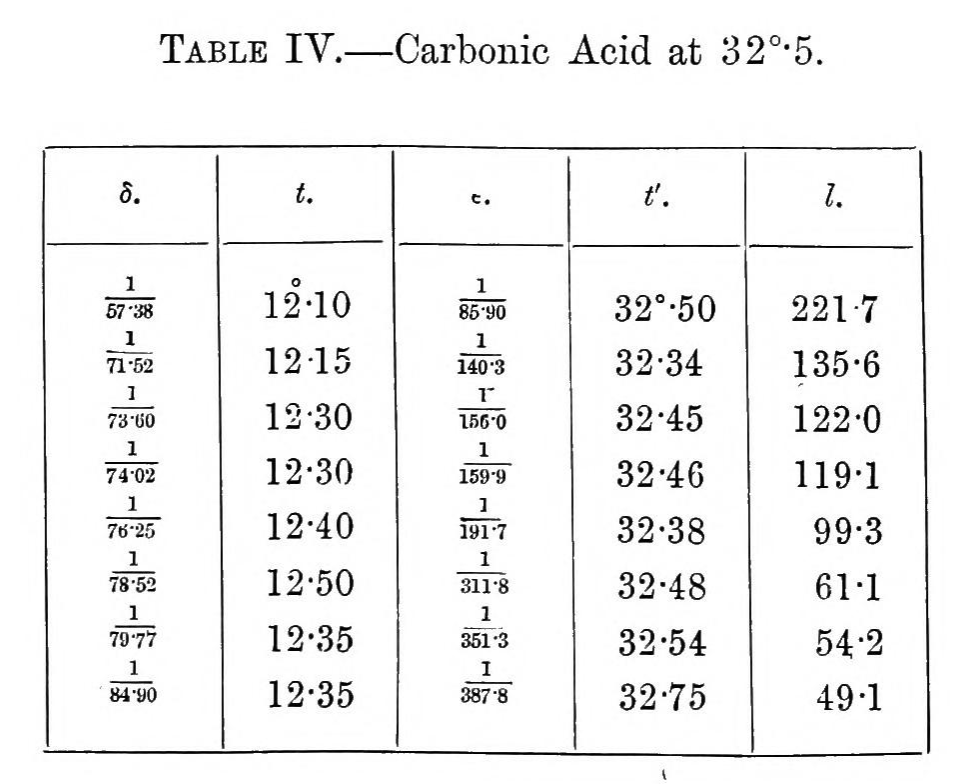 TABLE IV.—Carbonic Acid at 32°·5.
δ. t. ε. t′. l.
1/57·38 12°·10 1/85·90 32°·50 221·7
1/71·52 12·15 1/140·3 32·34 135·6
1/73·60 12·30 1/156·0 32·45 122·0
1/74·02 12·30 1/159·9 32·46 119·1
1/76·25 12·40 1/191·7 32·38 99·3
1/78·52 12·50 1/311·8 32·48 61·1
1/79·77 12·35 1/351·3 32·54 54·2
1/84·90 12·35 1/387·8 32·75 49·1